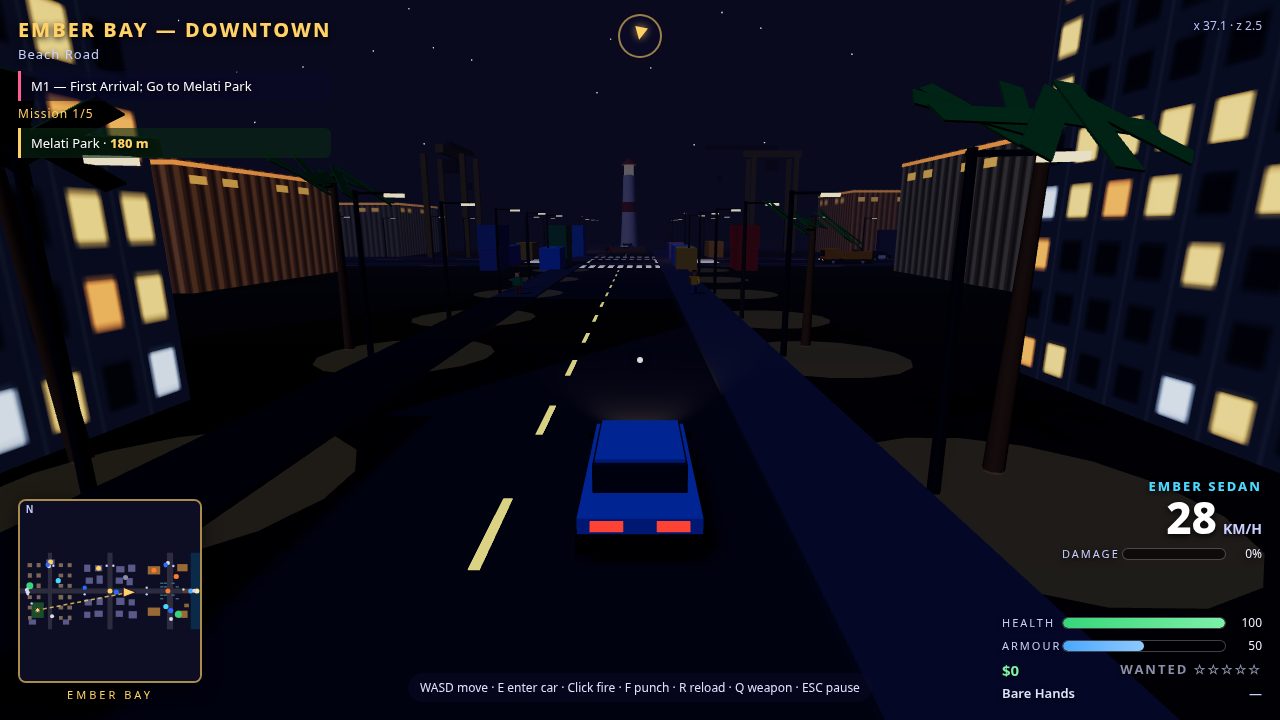 EMBER BAY — DOWNTOWN
Beach Road
M1 — First Arrival: Go to Melati Park
Mission 1/5
Melati Park · 180 m
x 37.1 · z 2.5
N
EMBER BAY
WASD move · E enter car · Click fire · F punch · R reload · Q weapon · ESC pause
EMBER SEDAN
28 KM/H
DAMAGE 0%
HEALTH 100
ARMOUR 50
$0 WANTED ☆☆☆☆☆
Bare Hands —